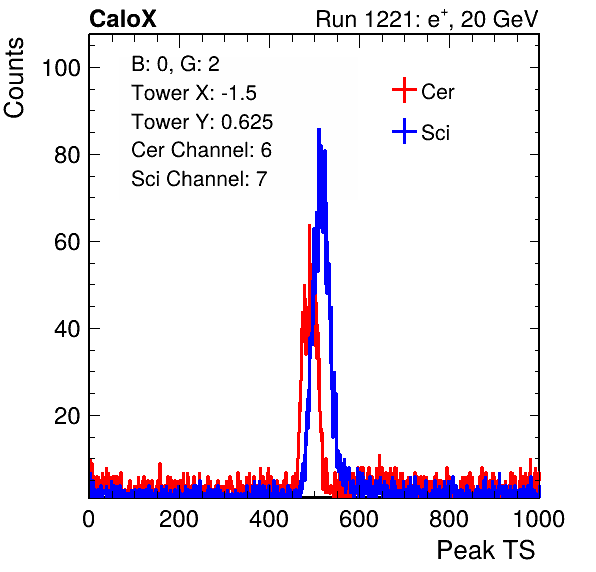 CaloX
Run 1221: e⁺, 20 GeV
Counts
B: 0, G: 2
Tower X: -1.5
Tower Y: 0.625
Cer Channel: 6
Sci Channel: 7
Cer
Sci
100
80
60
40
20
0 200 400 600 800 1000
Peak TS